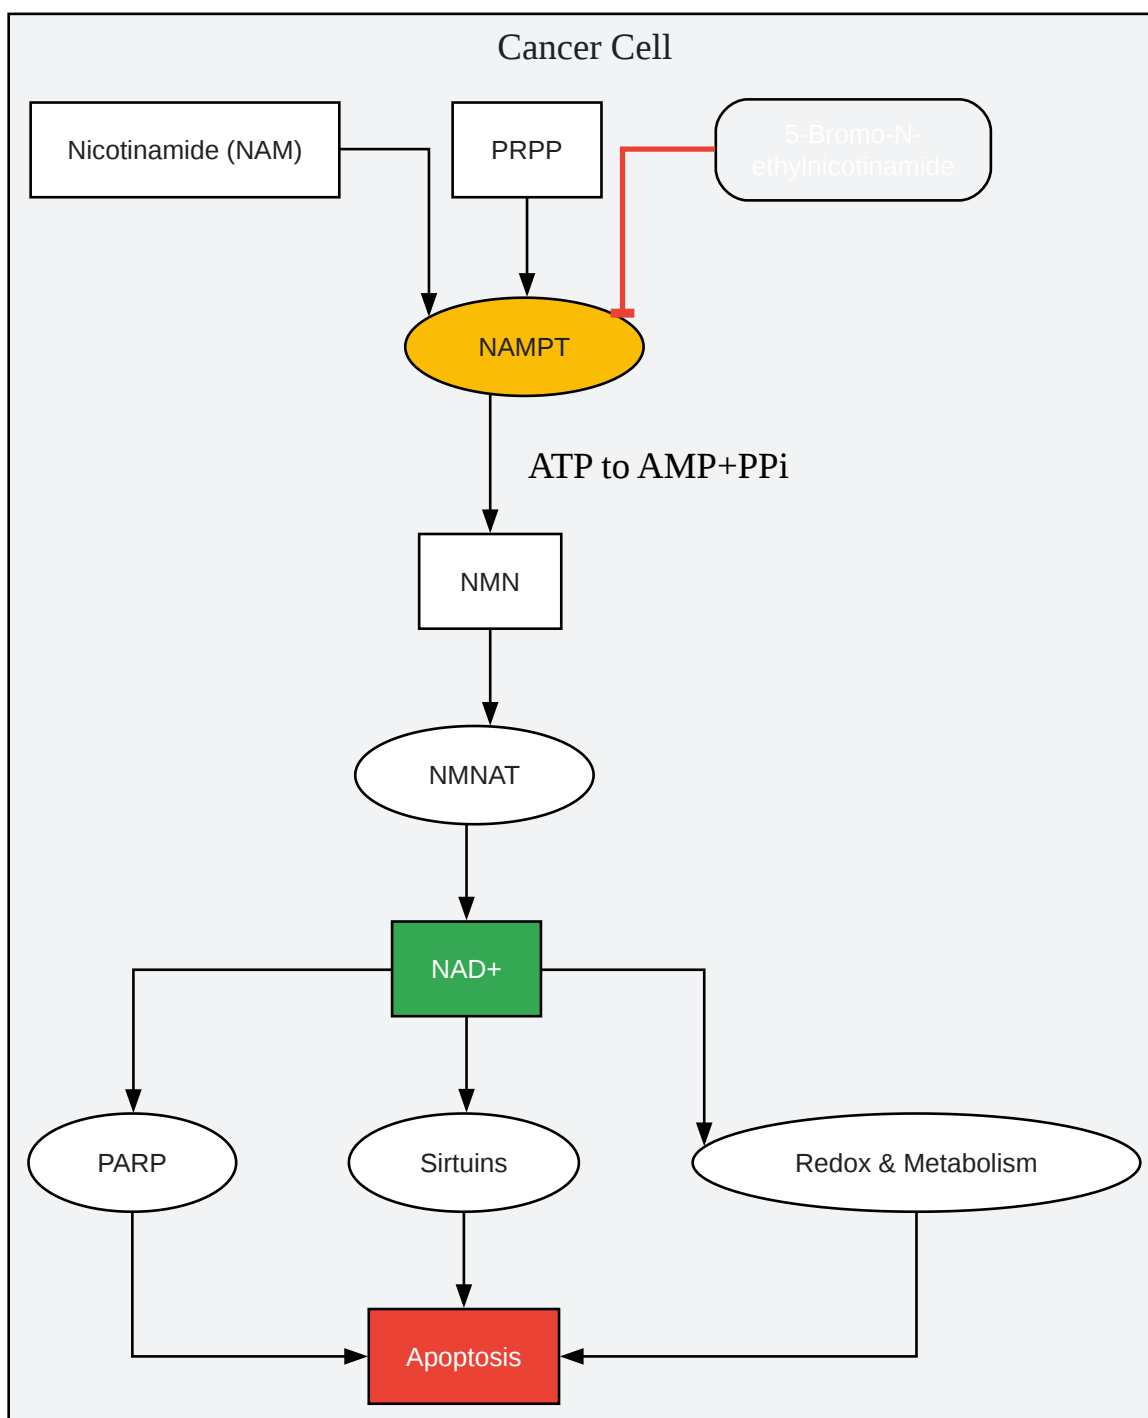 Cancer Cell
Nicotinamide (NAM)
PRPP
5-Bromo-N-
ethylnicotinamide
NAMPT
ATP to AMP+PPi
NMN
NMNAT
NAD+
PARP
Sirtuins
Redox & Metabolism
Apoptosis